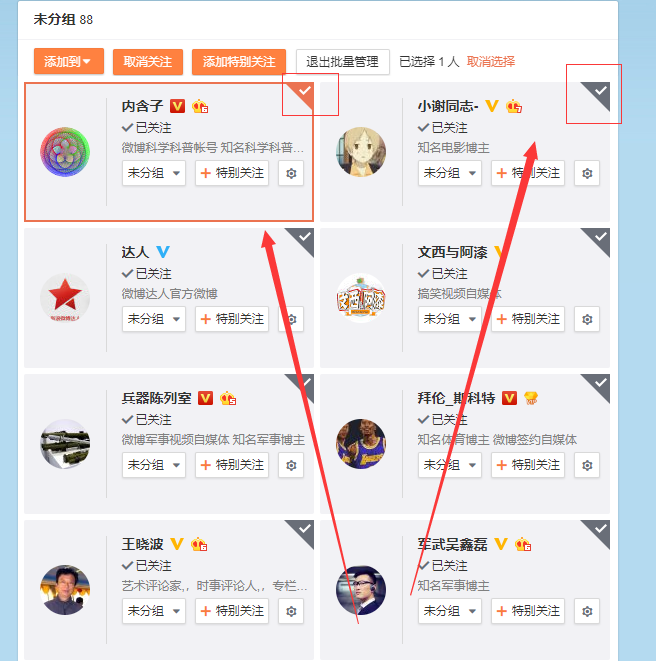 未分组 88
添加到 取消关注 添加特别关注 退出批量管理 已选择 1 人 取消选择
内含子 V
已关注
微博科学科普帐号 知名科学科普...
未分组 + 特别关注
小谢同志- V
已关注
知名电影博主
未分组 + 特别关注
达人 V
已关注
微博达人官方微博
未分组 + 特别关注
文西与阿漆 V
已关注
搞笑视频自媒体
未分组 + 特别关注
兵器陈列室 V
已关注
微博军事视频自媒体 知名军事博主
未分组 + 特别关注
拜伦_斯科特 V
已关注
知名体育博主 微博签约自媒体
未分组 + 特别关注
王晓波 V
已关注
艺术评论家,，时事评论人,，专栏...
未分组 + 特别关注
军武吴鑫磊 V
已关注
知名军事博主
未分组 + 特别关注